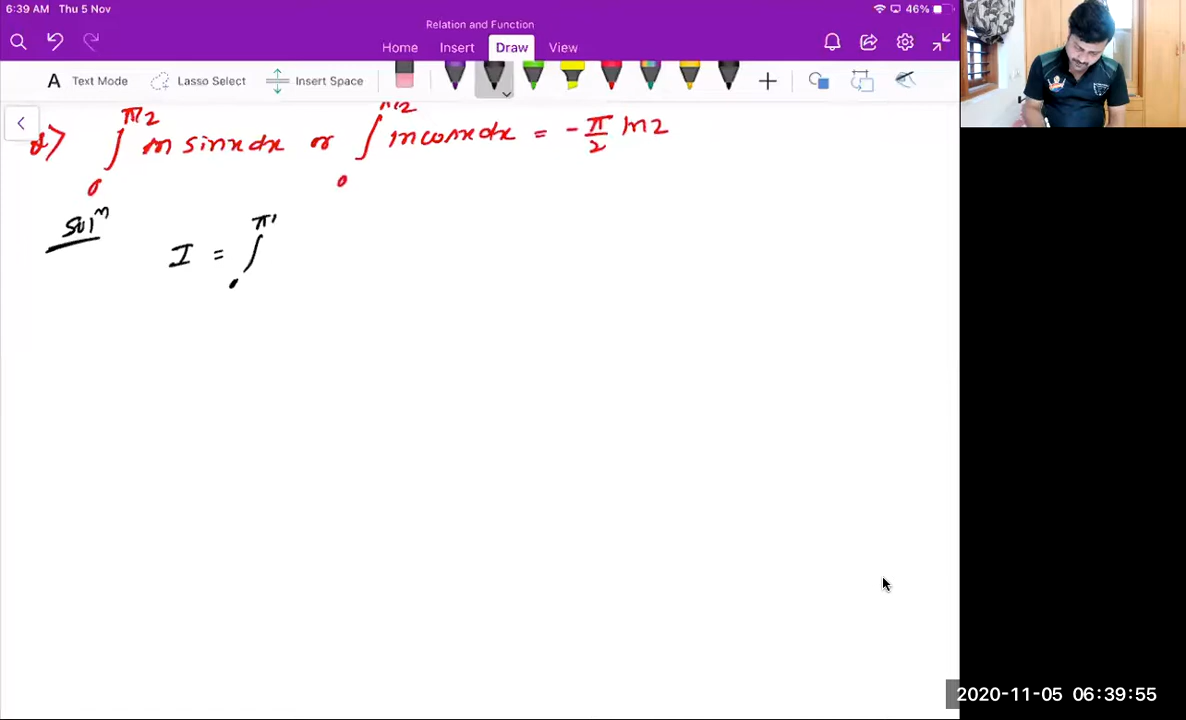 6:39 AM Thu 5 Nov
46%
Relation and Function
Home Insert Draw View
A Text Mode Lasso Select Insert Space
∫₀^{π/2} ln sinx dx or ∫₀^{π/2} ln cosx dx = -π/2 ln2
Solⁿ
I = ∫₀^{π/
2020-11-05 06:39:55